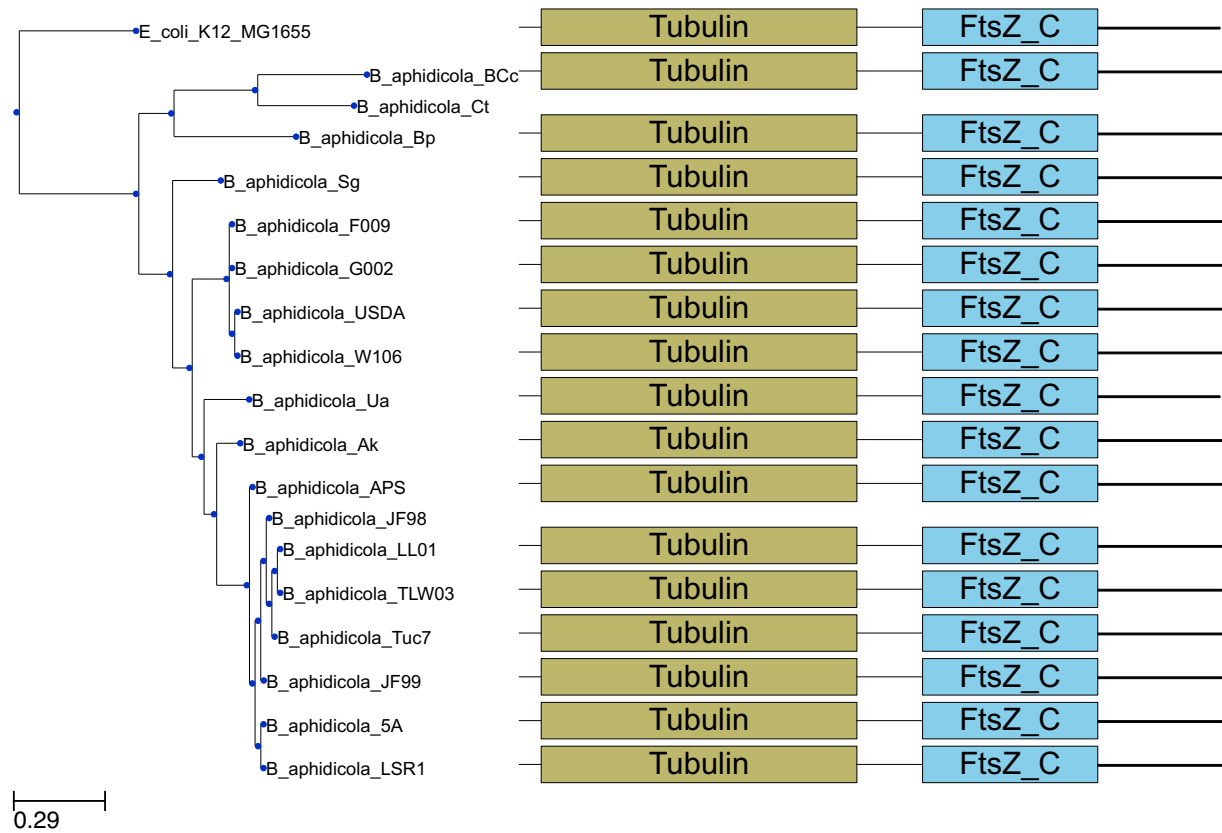 E_coli_K12_MG1655 Tubulin FtsZ_C
B_aphidicola_BCc Tubulin FtsZ_C
B_aphidicola_Ct
B_aphidicola_Bp Tubulin FtsZ_C
B_aphidicola_Sg Tubulin FtsZ_C
B_aphidicola_F009 Tubulin FtsZ_C
B_aphidicola_G002 Tubulin FtsZ_C
B_aphidicola_USDA Tubulin FtsZ_C
B_aphidicola_W106 Tubulin FtsZ_C
B_aphidicola_Ua Tubulin FtsZ_C
B_aphidicola_Ak Tubulin FtsZ_C
B_aphidicola_APS Tubulin FtsZ_C
B_aphidicola_JF98
B_aphidicola_LL01 Tubulin FtsZ_C
B_aphidicola_TLW03 Tubulin FtsZ_C
B_aphidicola_Tuc7 Tubulin FtsZ_C
B_aphidicola_JF99 Tubulin FtsZ_C
B_aphidicola_5A Tubulin FtsZ_C
B_aphidicola_LSR1 Tubulin FtsZ_C
0.29